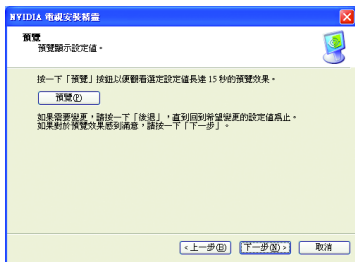 NVIDIA 電視安裝精靈
預覽
預覽顯示設定值。
按一下「預覽」按鈕以便觀看選定設定值長達 15 秒的預覽效果。
預覽(P)
如果需要變更，請按一下「後退」，直到回到希望變更的設定值為止。
如果對於預覽效果感到滿意，請按一下「下一步」。
<上一步(B)
下一步(N)>
取消